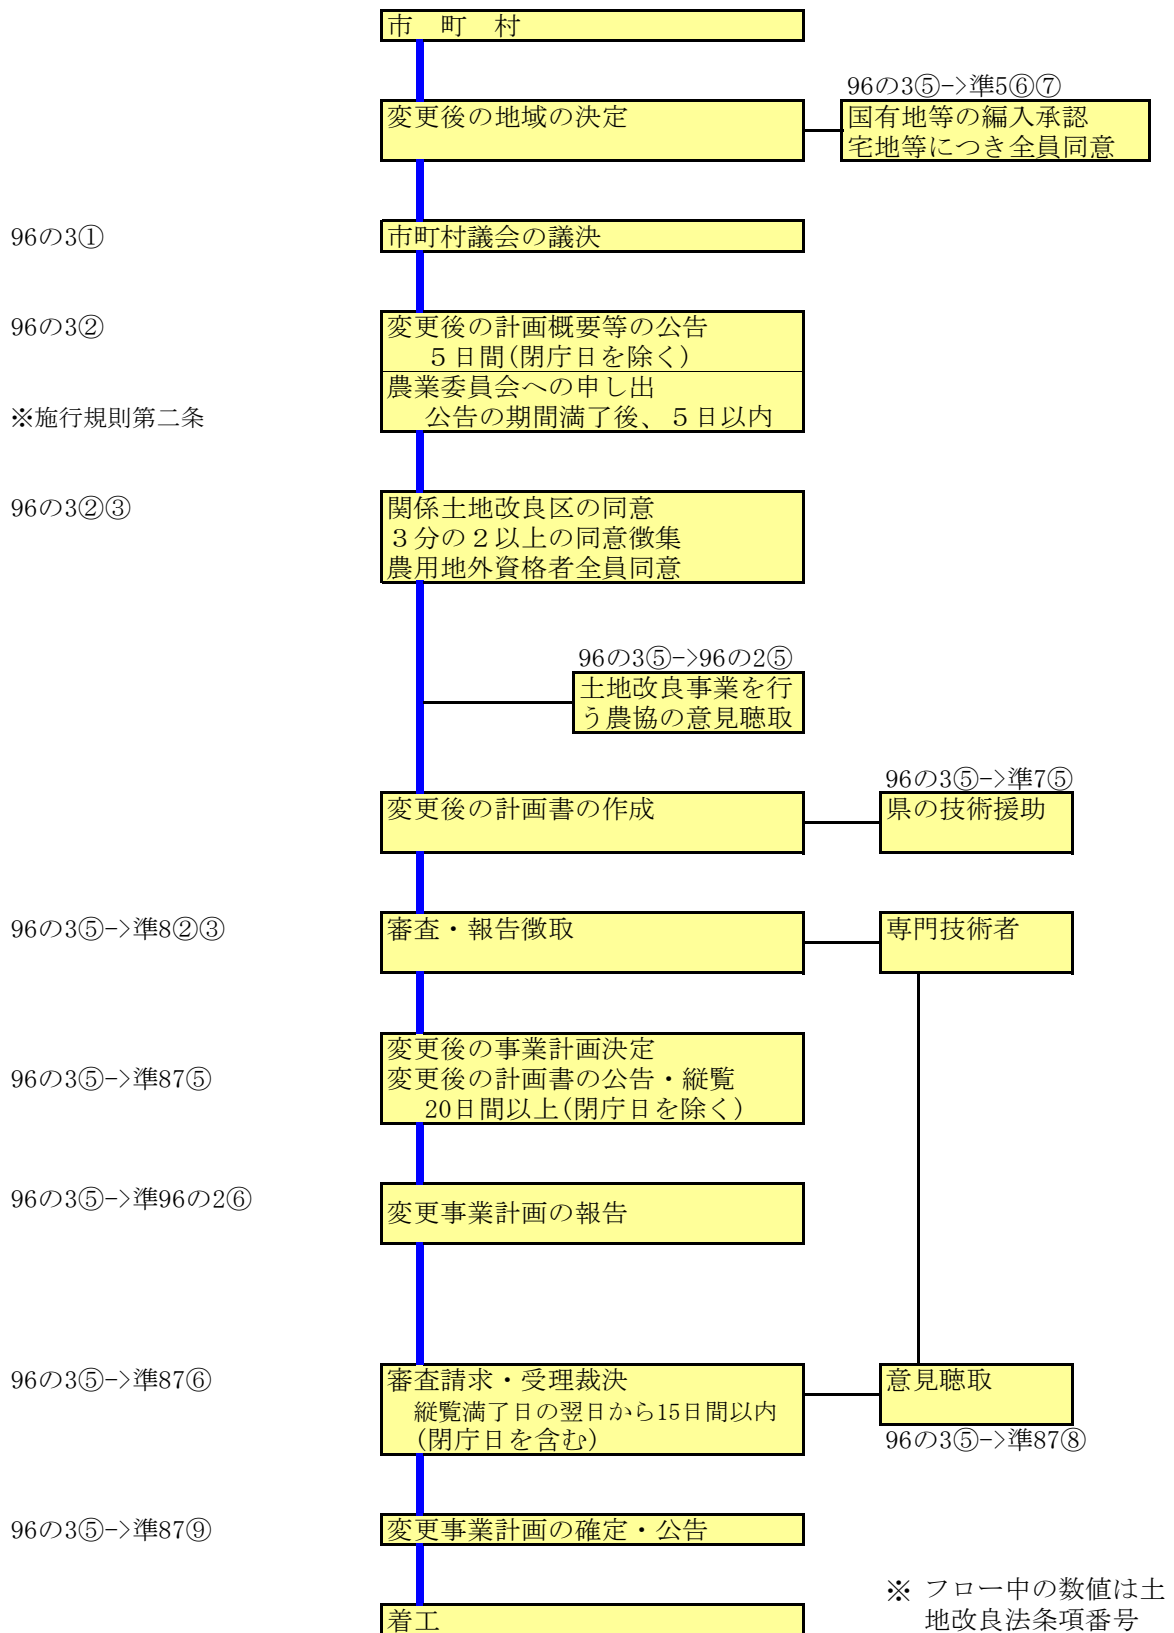 市　町　村
96の3⑤->準5⑥⑦
変更後の地域の決定
国有地等の編入承認
宅地等につき全員同意
96の3①
市町村議会の議決
96の3②
変更後の計画概要等の公告
５日間(閉庁日を除く)
農業委員会への申し出
※施行規則第二条
公告の期間満了後、５日以内
96の3②③
関係土地改良区の同意
３分の２以上の同意徴集
農用地外資格者全員同意
96の3⑤->96の2⑤
土地改良事業を行
う農協の意見聴取
96の3⑤->準7⑤
変更後の計画書の作成
県の技術援助
96の3⑤->準8②③
審査・報告徴取
専門技術者
変更後の事業計画決定
96の3⑤->準87⑤
変更後の計画書の公告・縦覧
20日間以上(閉庁日を除く)
96の3⑤->準96の2⑥
変更事業計画の報告
96の3⑤->準87⑥
審査請求・受理裁決
縦覧満了日の翌日から15日間以内
(閉庁日を含む)
意見聴取
96の3⑤->準87⑧
96の3⑤->準87⑨
変更事業計画の確定・公告
着工
※ フロー中の数値は土
地改良法条項番号